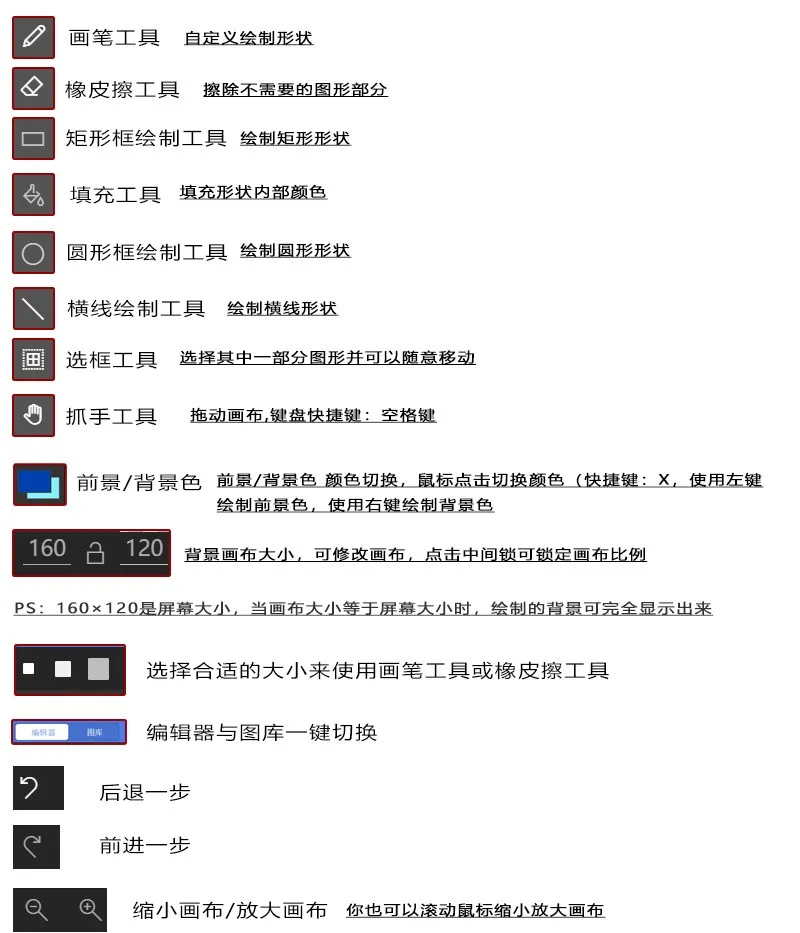 画笔工具 自定义绘制形状
橡皮擦工具 擦除不需要的图形部分
矩形框绘制工具 绘制矩形形状
填充工具 填充形状内部颜色
圆形框绘制工具 绘制圆形形状
横线绘制工具 绘制横线形状
选框工具 选择其中一部分图形并可以随意移动
抓手工具 拖动画布,键盘快捷键：空格键
前景/背景色 前景/背景色 颜色切换，鼠标点击切换颜色（快捷键：X，使用左键
绘制前景色，使用右键绘制背景色
160 120 背景画布大小，可修改画布，点击中间锁可锁定画布比例
PS：160×120是屏幕大小，当画布大小等于屏幕大小时，绘制的背景可完全显示出来
选择合适的大小来使用画笔工具或橡皮擦工具
编辑器 图库 编辑器与图库一键切换
后退一步
前进一步
缩小画布/放大画布 你也可以滚动鼠标缩小放大画布